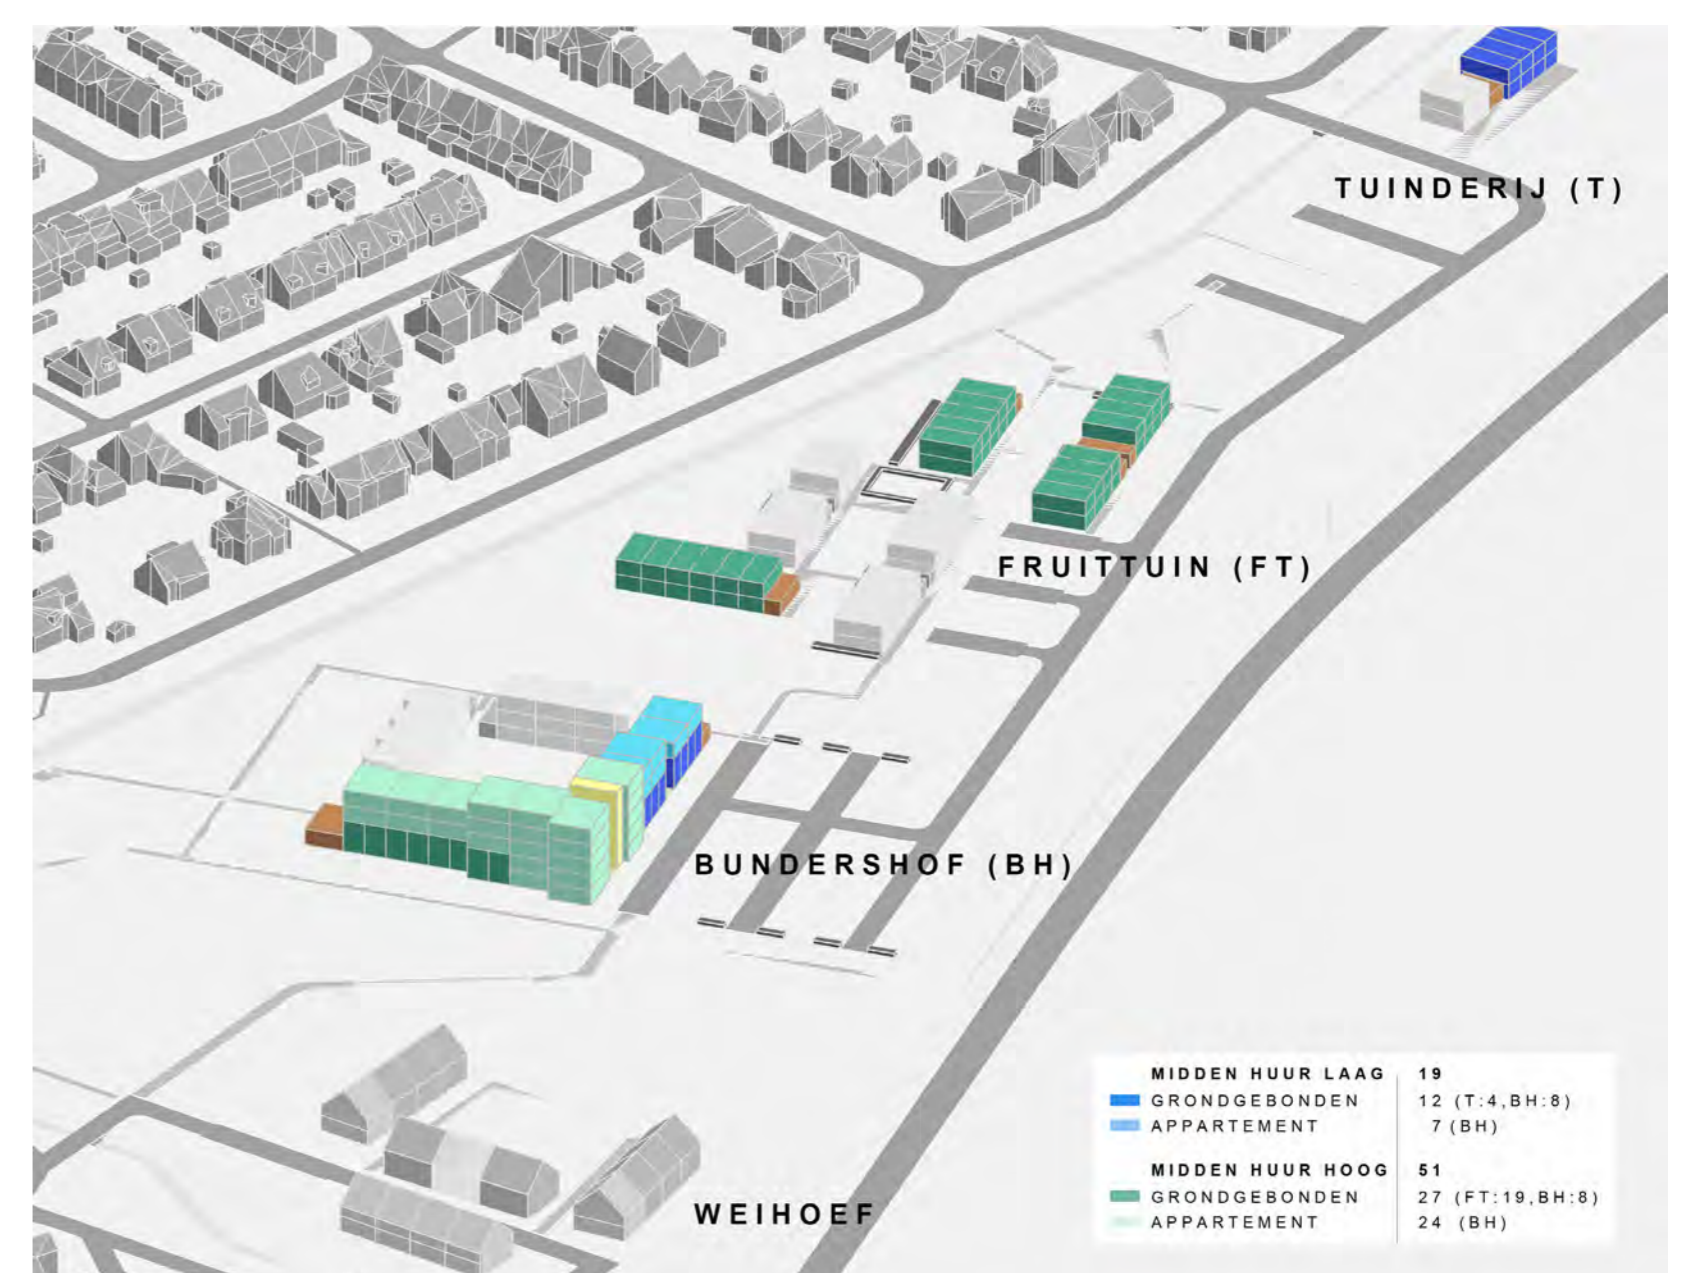 TUINDERIJ (T)
FRUITTUIN (FT)
BUNDERSHOF (BH)
WEIHOEF
MIDDEN HUUR LAAG 19
GRONDGEBONDEN 12 (T:4,BH:8)
APPARTEMENT 7 (BH)
MIDDEN HUUR HOOG 51
GRONDGEBONDEN 27 (FT:19,BH:8)
APPARTEMENT 24 (BH)